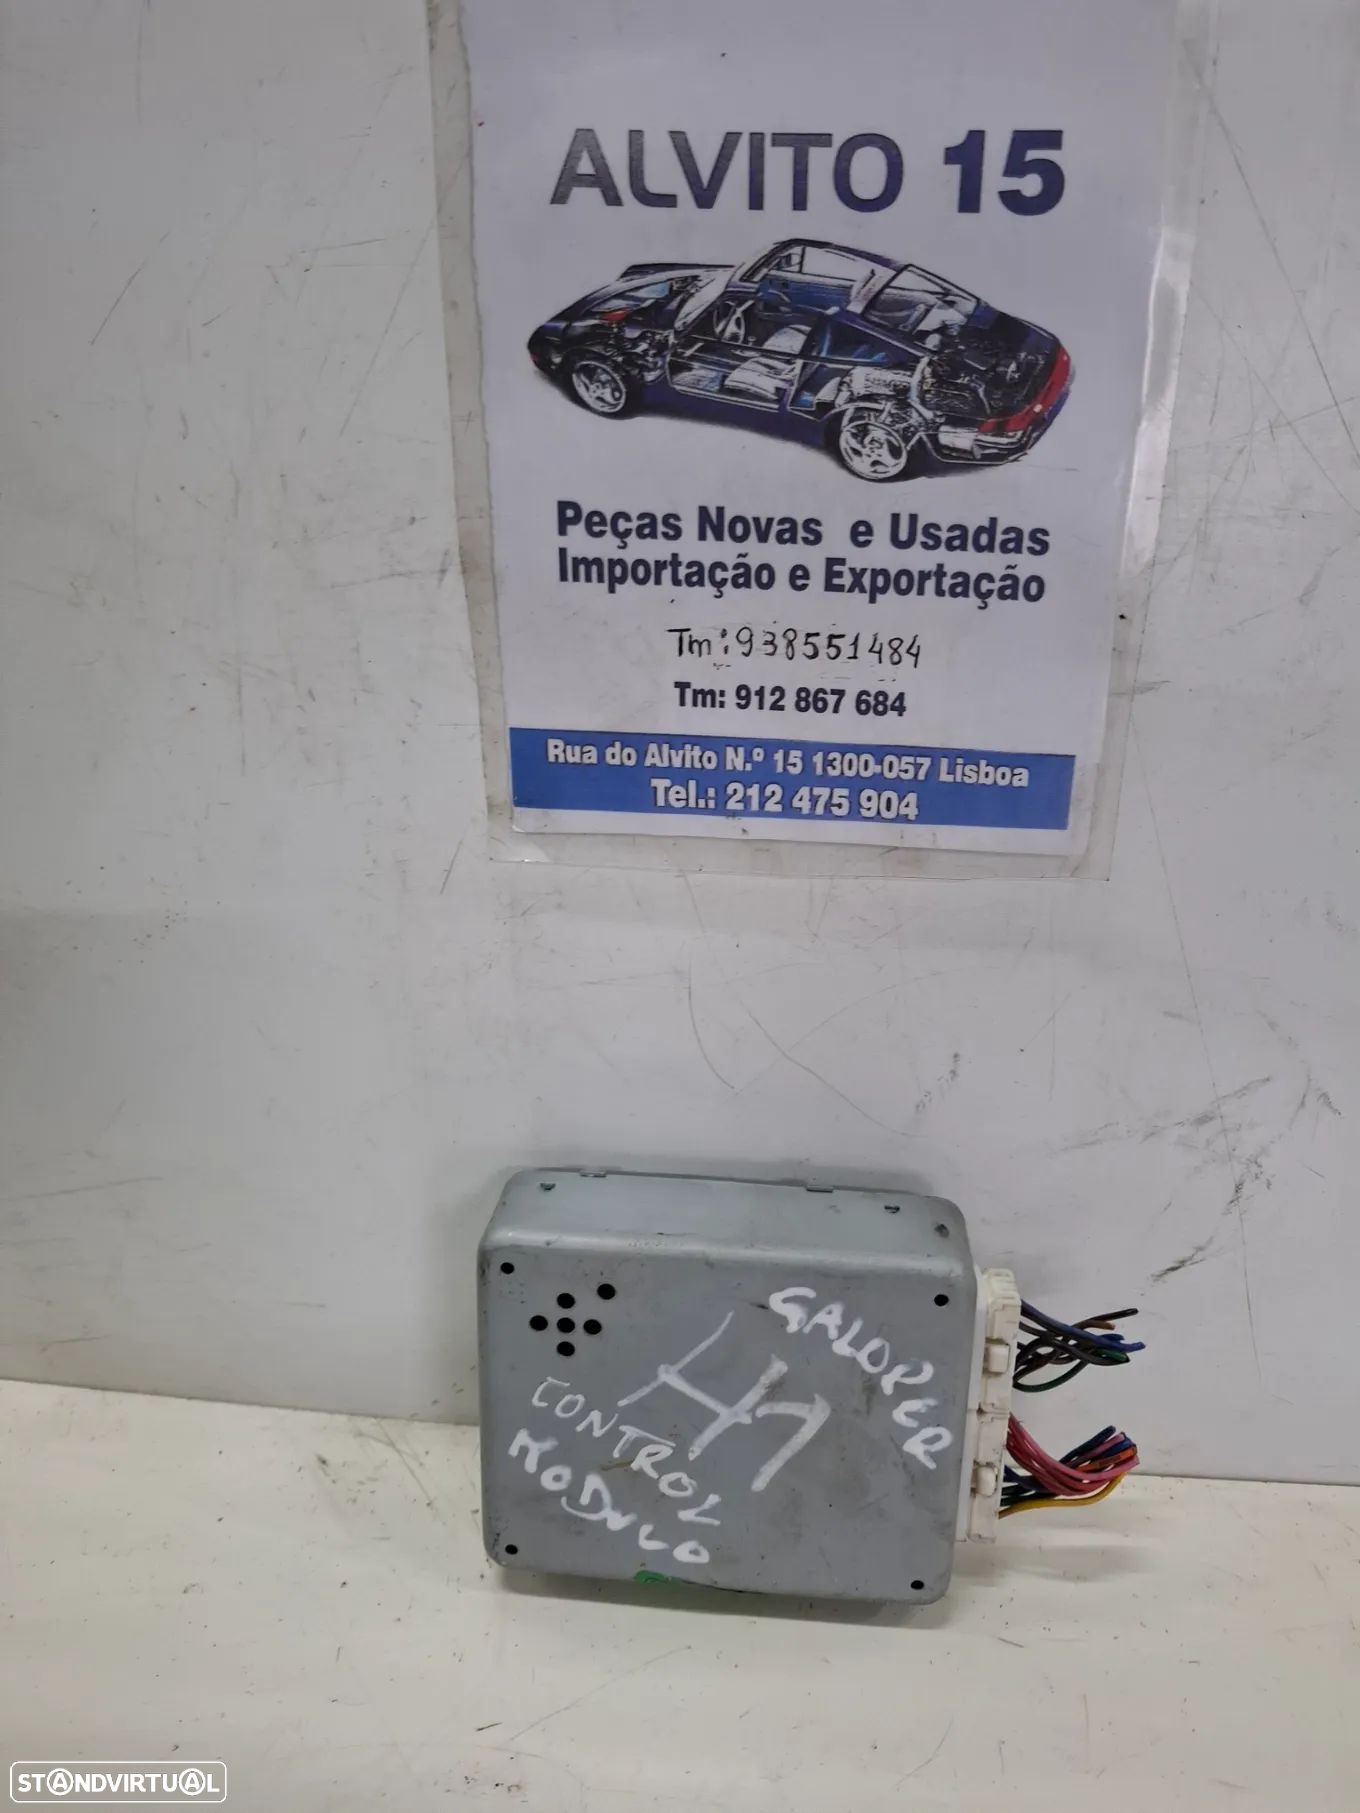 ALVITO 15
Peças Novas e Usadas
Importação e Exportação
Tm: 938551484
Tm: 912 867 684
Rua do Alvito N.º 15 1300-057 Lisboa
Tel.: 212 475 904
GALOPER
H1
CONTROL
MODULO
STANDVIRTUAL